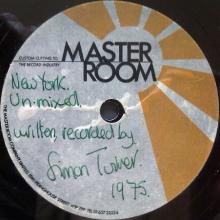 CUSTOM CUTTING TO
THE RECORD INDUSTRY
MASTER
ROOM
New York.
Un: mixed.
written, recorded by
Simon Turner
1975.